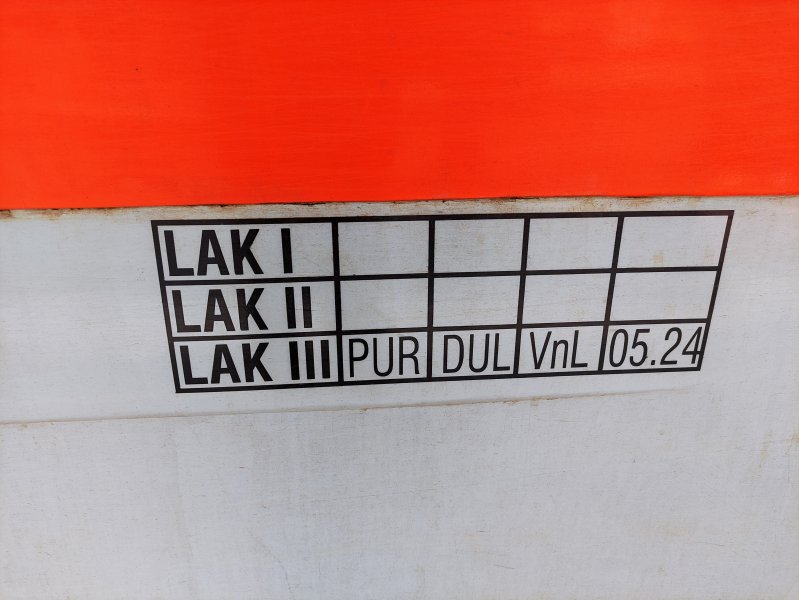 LAK I
LAK II
LAK III PUR DUL VnL 05.24